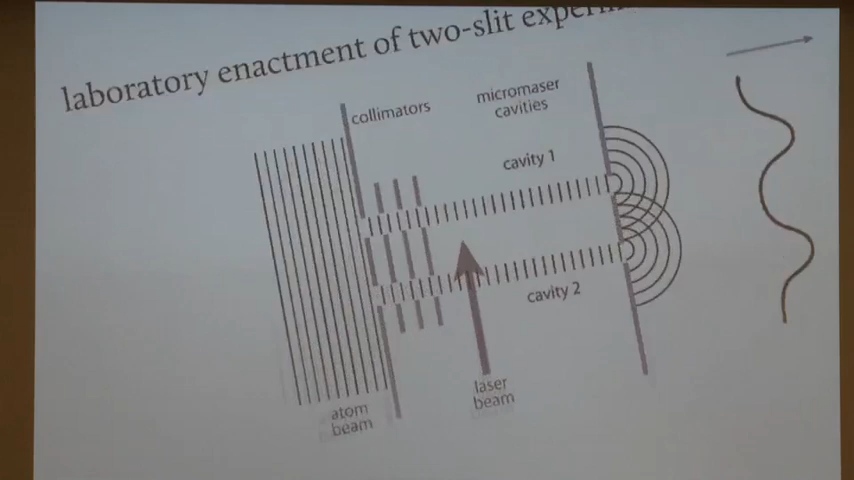 laboratory enactment of two-slit
collimators
micromaser
cavities
cavity 1
cavity 2
laser
beam
atom
beam